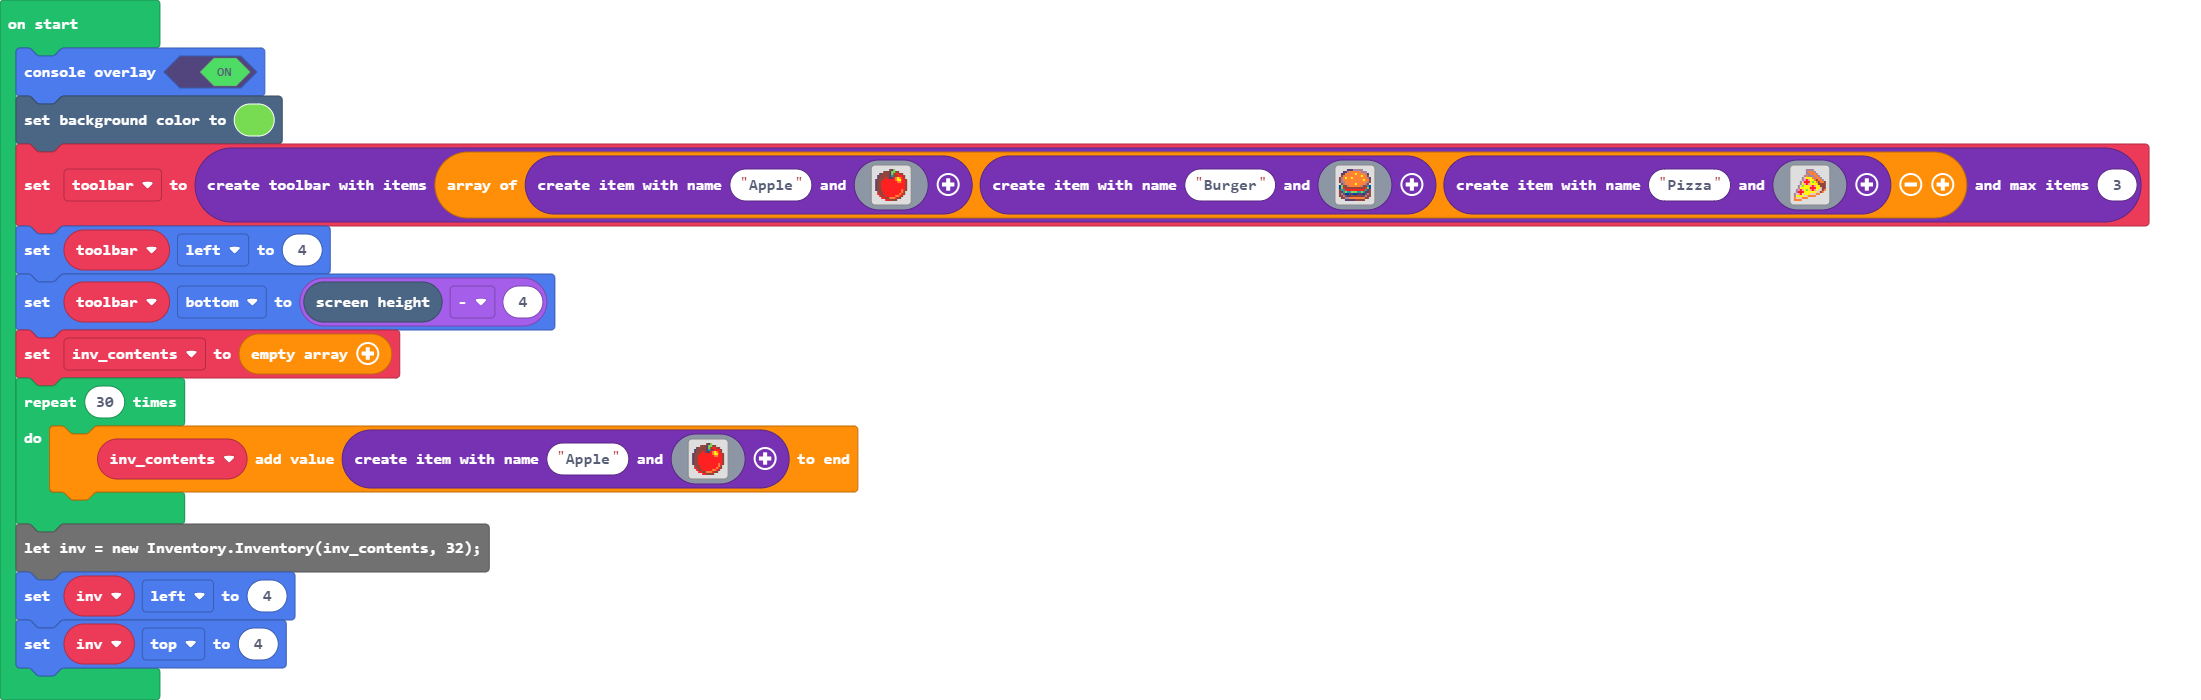 on start
console overlay ON
set background color to
set toolbar to create toolbar with items array of create item with name "Apple" and create item with name "Burger" and create item with name "Pizza" and and max items 3
set toolbar left to 4
set toolbar bottom to screen height - 4
set inv_contents to empty array
repeat 30 times
do
inv_contents add value create item with name "Apple" and to end
let inv = new Inventory.Inventory(inv_contents, 32);
set inv left to 4
set inv top to 4